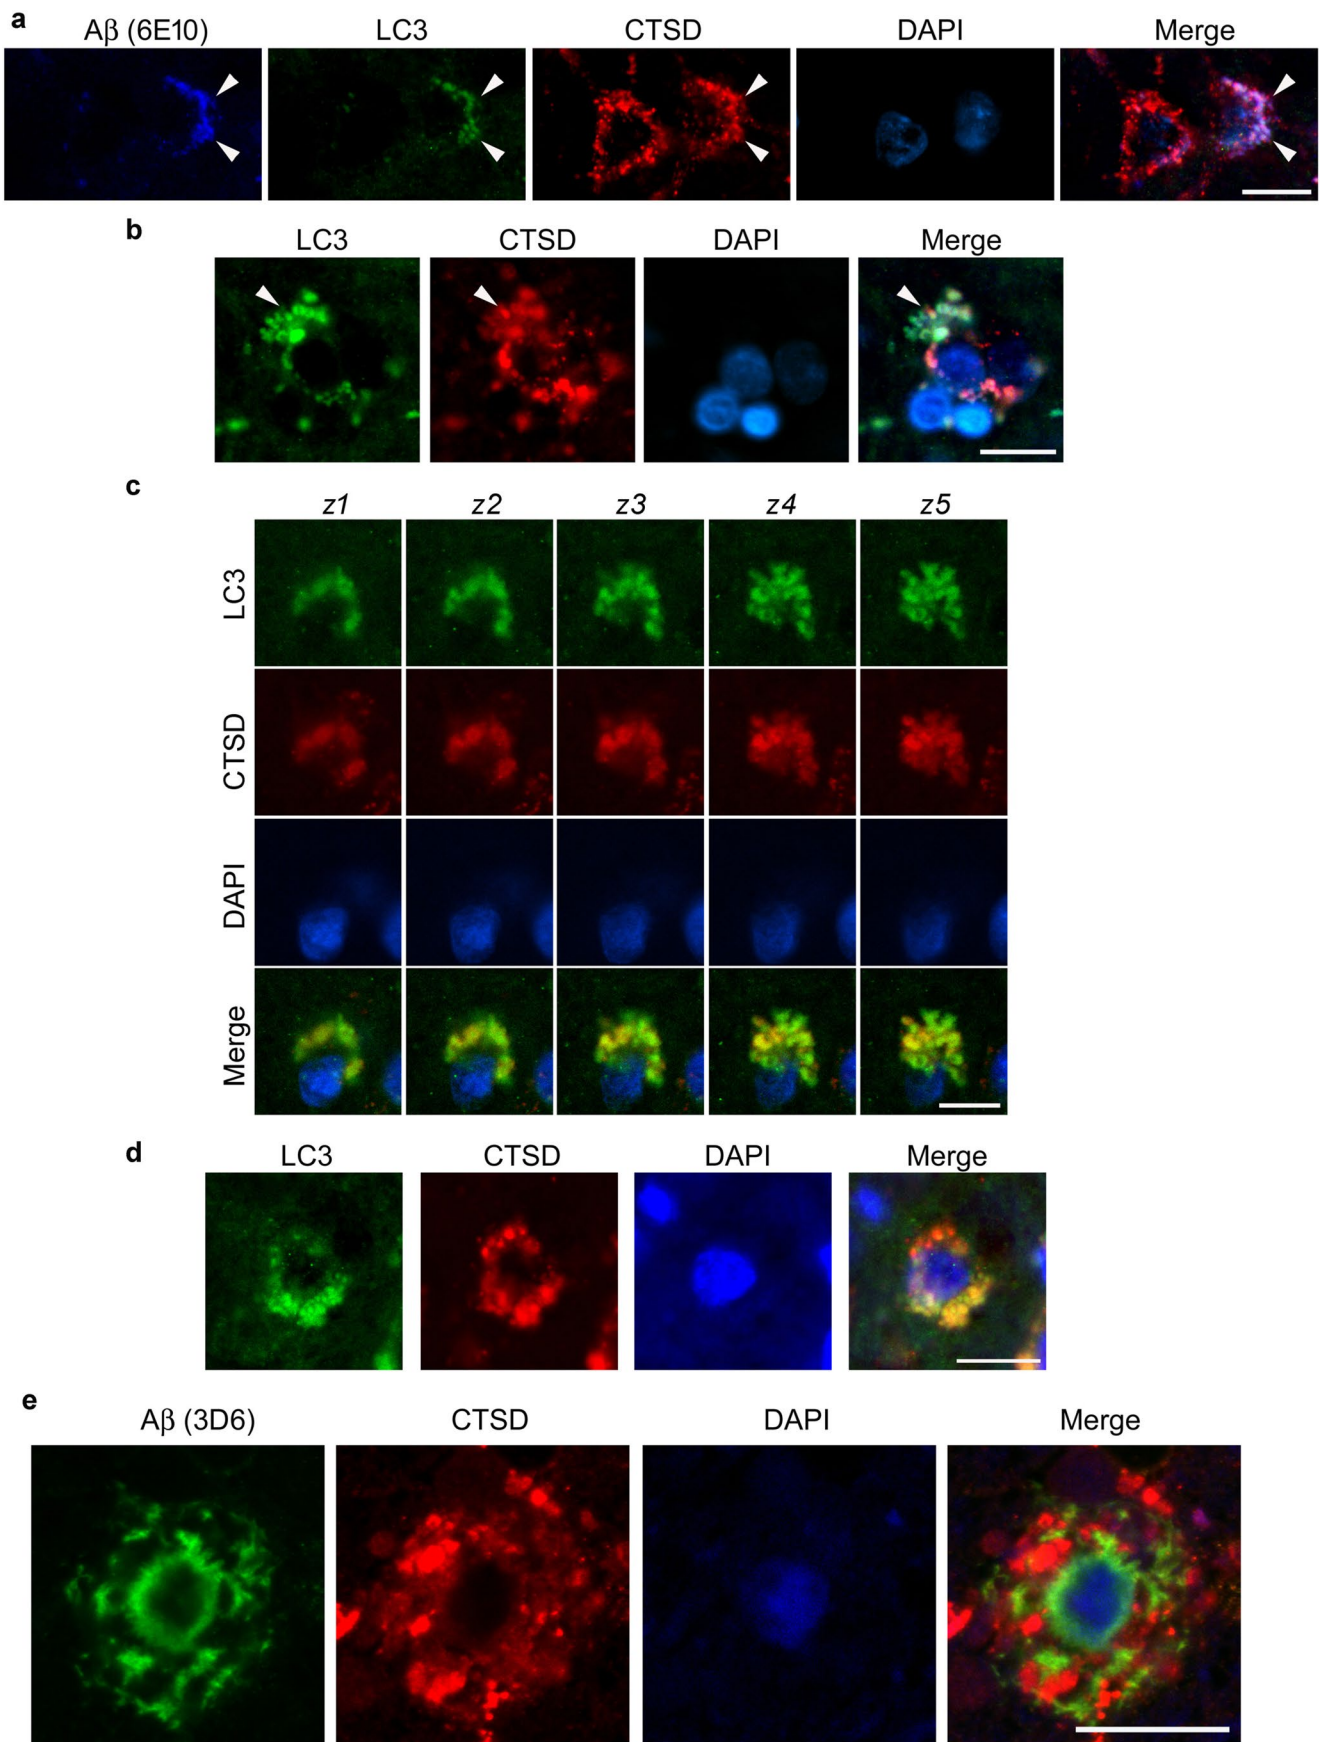 a
Aβ (6E10) LC3 CTSD DAPI Merge
b
LC3 CTSD DAPI Merge
c
z1 z2 z3 z4 z5
LC3
CTSD
DAPI
Merge
d
LC3 CTSD DAPI Merge
e
Aβ (3D6) CTSD DAPI Merge